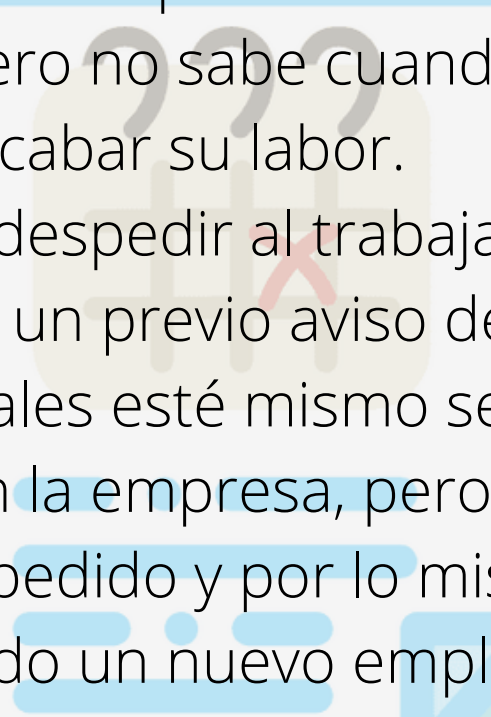 ero no sabe cuand
cabar su labor.
despedir al trabaja
un previo aviso de
ales esté mismo se
n la empresa, pero
pedido y por lo mis
do un nuevo empl